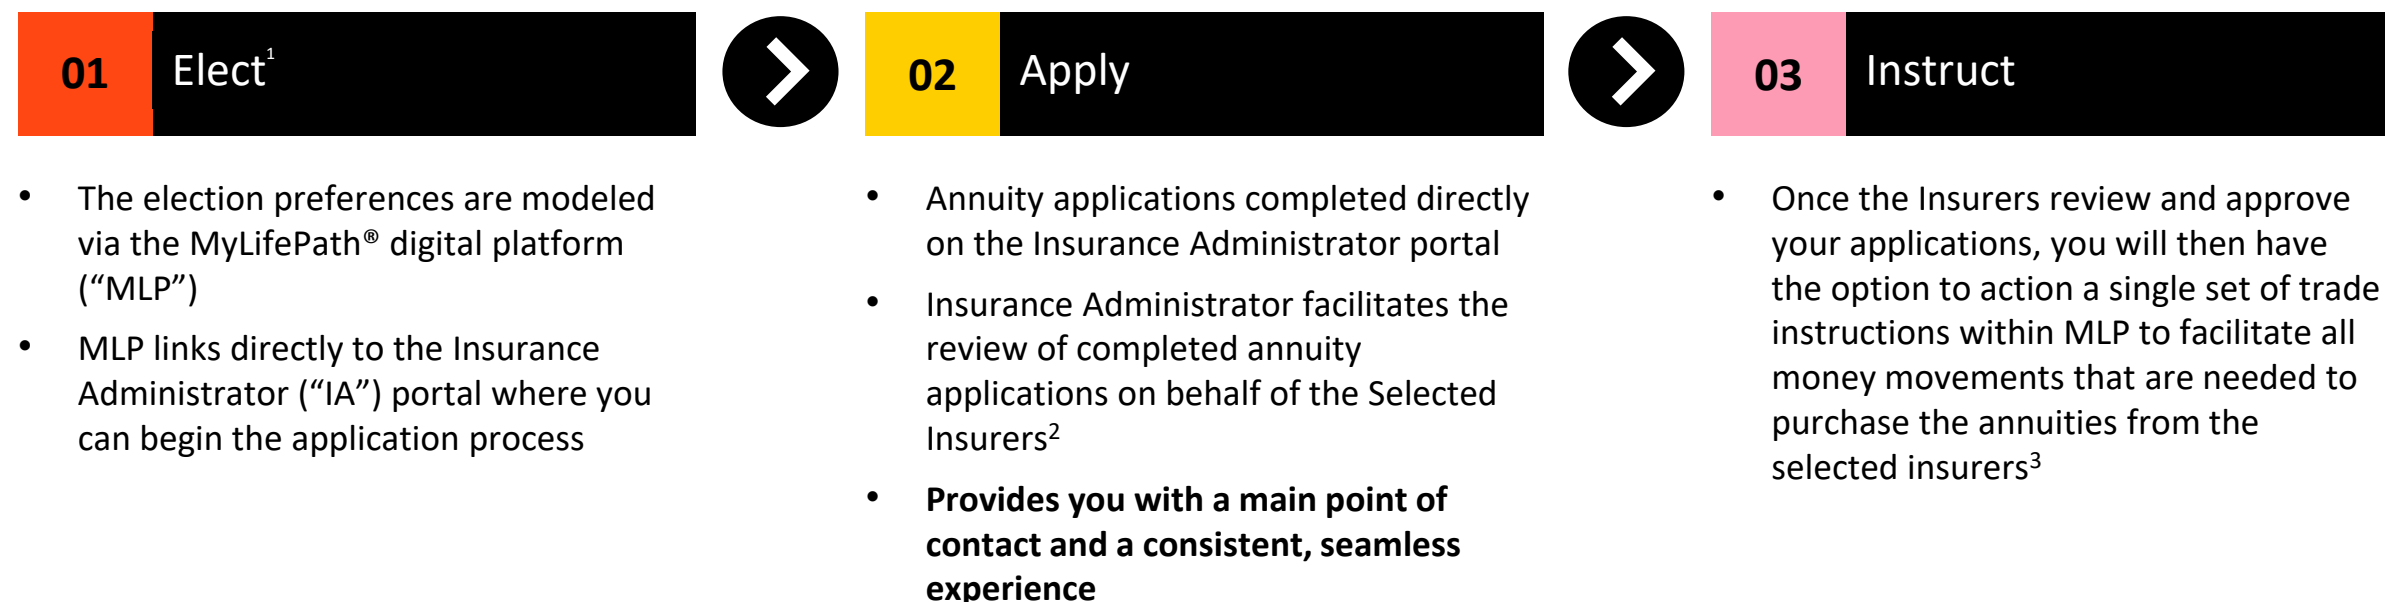 01 Elect¹
• The election preferences are modeled
via the MyLifePath® digital platform
(“MLP”)
• MLP links directly to the Insurance
Administrator (“IA”) portal where you
can begin the application process
02 Apply
• Annuity applications completed directly
on the Insurance Administrator portal
• Insurance Administrator facilitates the
review of completed annuity
applications on behalf of the Selected
Insurers²
• Provides you with a main point of
contact and a consistent, seamless
experience
03 Instruct
• Once the Insurers review and approve
your applications, you will then have
the option to action a single set of trade
instructions within MLP to facilitate all
money movements that are needed to
purchase the annuities from the
selected insurers³